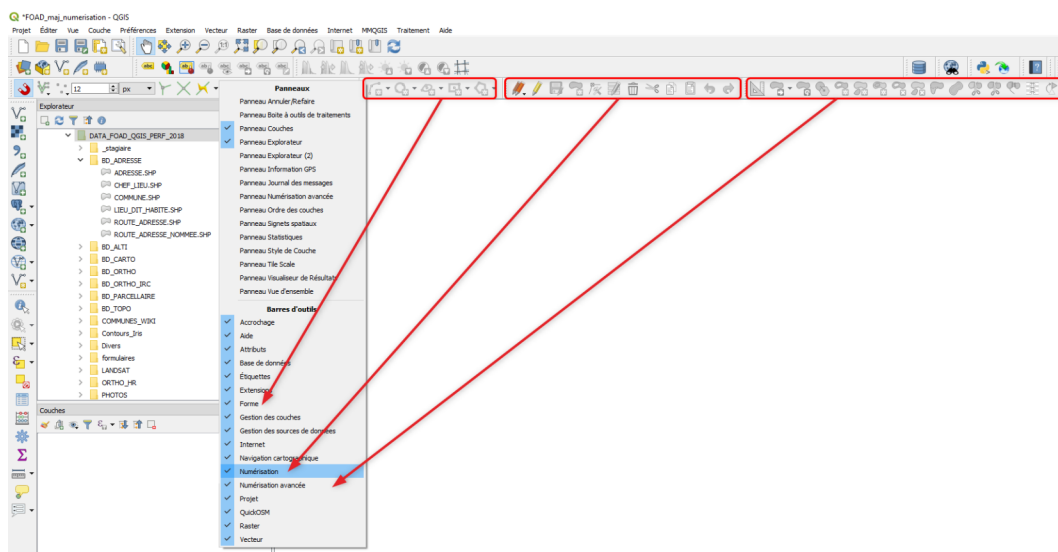 *FOAD_maj_numerisation - QGIS
Projet Éditer Vue Couche Préférences Extension Vecteur Raster Base de données Internet MMQGIS Traitement Aide
12 px
Explorateur
DATA_FOAD_QGIS_PERF_2018
_stagiaire
BD_ADRESSE
ADRESSE.SHP
CHEF_LIEU.SHP
COMMUNE.SHP
LIEU_DIT_HABITE.SHP
ROUTE_ADRESSE.SHP
ROUTE_ADRESSE_NOMMEE.SHP
BD_ALTI
BD_CARTO
BD_ORTHO
BD_ORTHO_IRC
BD_PARCELLAIRE
BD_TOPO
COMMUNES_WIKI
Contours_Iris
Divers
formulaires
LANDSAT
ORTHO_HR
PHOTOS
Couches
Panneaux
Panneau Annuler/Refaire
Panneau Boite à outils de traitements
Panneau Couches
Panneau Explorateur
Panneau Explorateur (2)
Panneau Information GPS
Panneau Journal des messages
Panneau Numérisation avancée
Panneau Ordre des couches
Panneau Signets spatiaux
Panneau Statistiques
Panneau Style de Couche
Panneau Tile Scale
Panneau Visualiseur de Résultats
Panneau Vue d'ensemble
Barres d'outils
Accrochage
Aide
Attributs
Base de données
Étiquettes
Extensions
Forme
Gestion des couches
Gestion des sources de données
Internet
Navigation cartographique
Numérisation
Numérisation avancée
Projet
QuickOSM
Raster
Vecteur